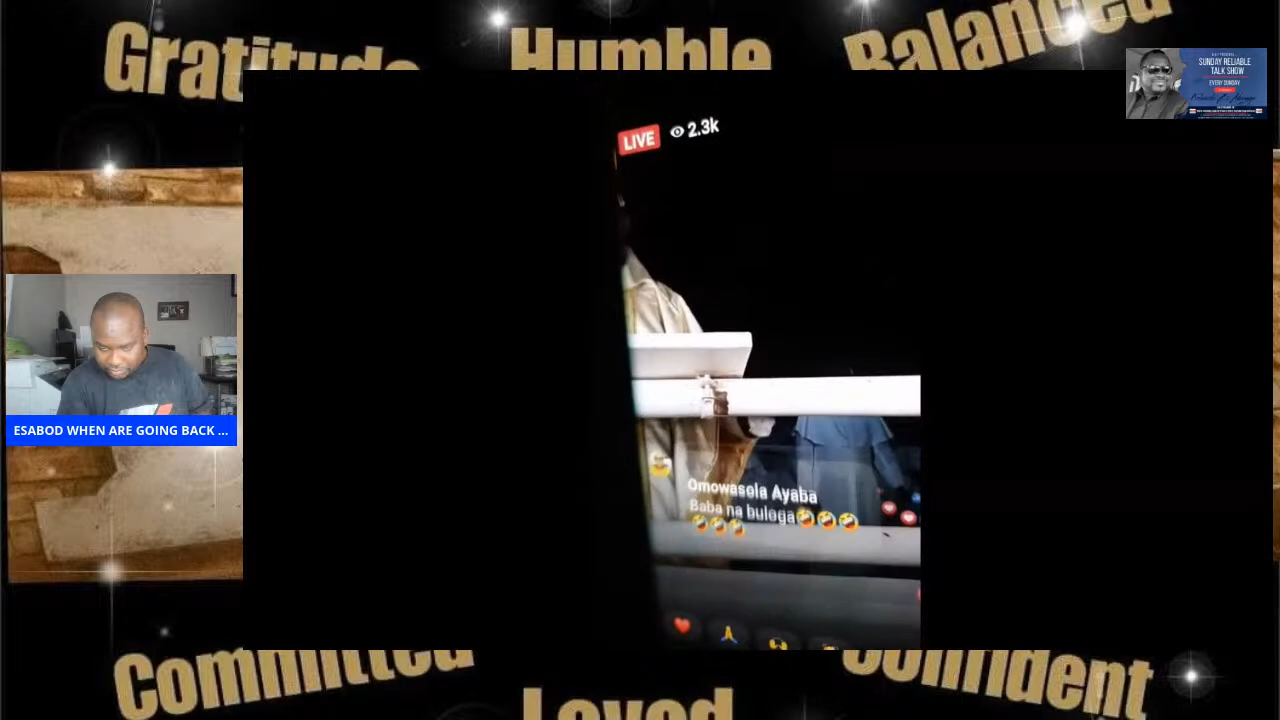 Gratitude
Humble
Balanced
SUNDAY RELIABLE
TALK SHOW
EVERY SUNDAY
LIVE 2.3k
ESABOD WHEN ARE GOING BACK ...
Omowasola Ayaba
Baba na bulega🤣🤣🤣
🤣🤣🤣
Committed
Loved
Confident